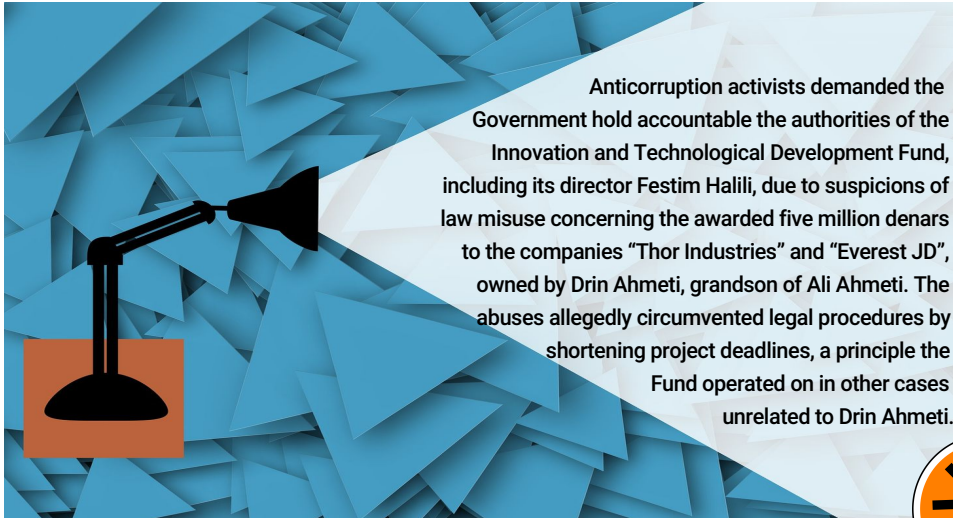 Anticorruption activists demanded the
Government hold accountable the authorities of the
Innovation and Technological Development Fund,
including its director Festim Halili, due to suspicions of
law misuse concerning the awarded five million denars
to the companies “Thor Industries” and “Everest JD”,
owned by Drin Ahmeti, grandson of Ali Ahmeti. The
abuses allegedly circumvented legal procedures by
shortening project deadlines, a principle the
Fund operated on in other cases
unrelated to Drin Ahmeti.